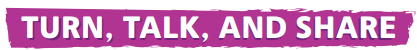 TURN, TALK, AND SHARE